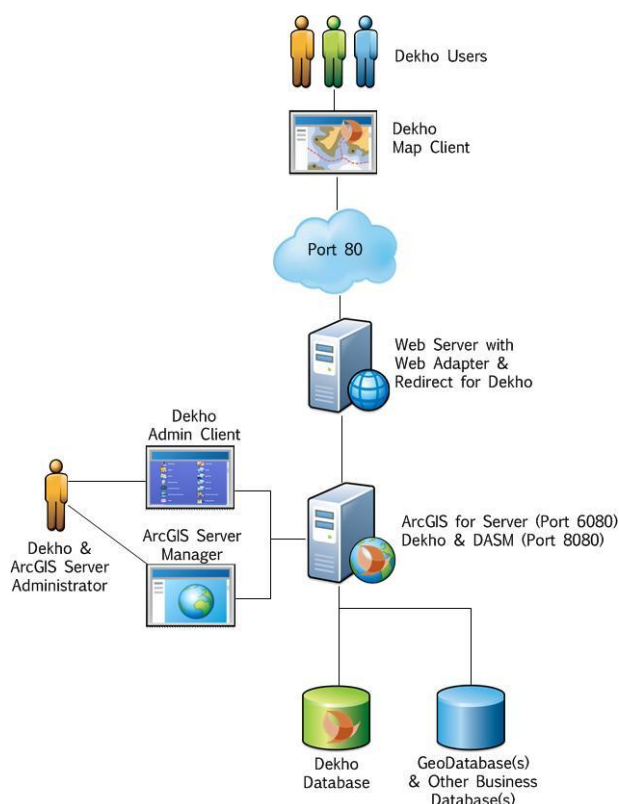 Dekho Users
Dekho
Map Client
Port 80
Web Server with
Web Adapter &
Redirect for Dekho
Dekho
Admin Client
ArcGIS Server
Manager
Dekho &
ArcGIS Server
Administrator
ArcGIS for Server (Port 6080)
Dekho & DASM (Port 8080)
Dekho
Database
GeoDatabase(s)
& Other Business
Database(s)